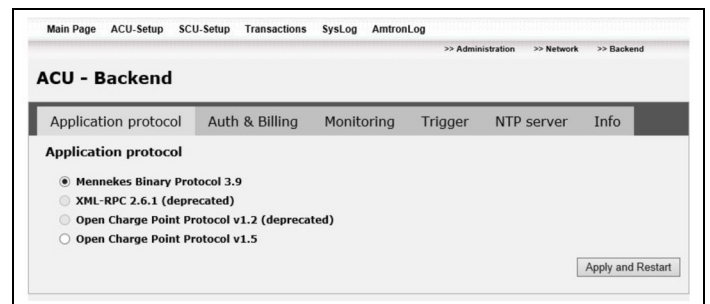 Main Page ACU-Setup SCU-Setup Transactions SysLog AmtronLog
>> Administration >> Network >> Backend
ACU - Backend
Application protocol Auth & Billing Monitoring Trigger NTP server Info
Application protocol
Mennekes Binary Protocol 3.9
XML-RPC 2.6.1 (deprecated)
Open Charge Point Protocol v1.2 (deprecated)
Open Charge Point Protocol v1.5
Apply and Restart